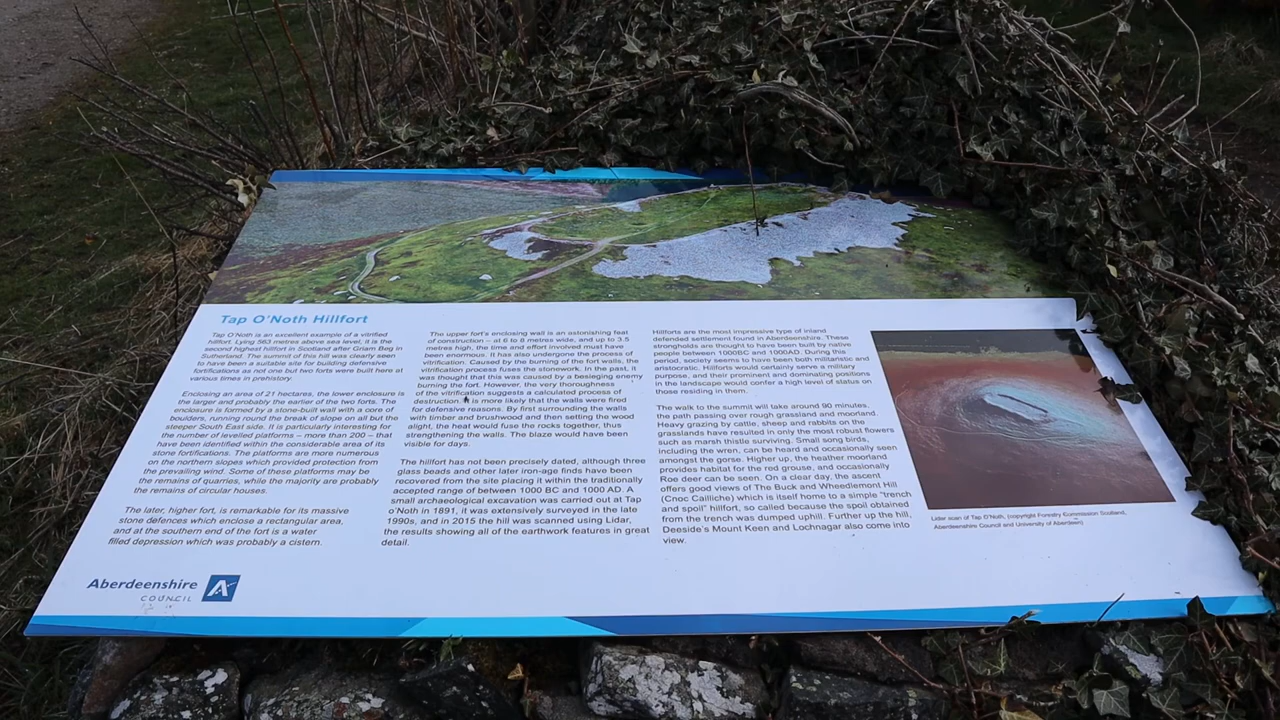 Tap O'Noth Hillfort
Tap O'Noth is an excellent example of a vitrified
hillfort. Lying 563 metres above sea level, it is the
second highest hillfort in Scotland after Griam Beg in
Sutherland. The summit of this hill was clearly seen
to have been a suitable site for building defensive
fortifications as not one but two forts were built here at
various times in prehistory
Enclosing an area of 21 hectares, the lower enclosure is
the larger and probably the earlier of the two forts. The
enclosure is formed by a stone-built wall with a core of
boulders, running round the break of slope on all but the
steeper South East side. It is particularly interesting for
the number of levelled platforms – more than 200 – that
have been identified within the considerable area of its
stone fortifications. The platforms are more numerous
on the northern slopes which provided protection from
the prevailing wind. Some of these platforms may be
the remains of quarries, while the majority are probably
the remains of circular houses.
The later, higher fort, is remarkable for its massive
stone defences which enclose a rectangular area,
and at the southern end of the fort is a water
filled depression which was probably a cistern.
The upper fort's enclosing wall is an astonishing feat
of construction – at 6 to 8 metres wide, and up to 3.5
metres high, the time and effort involved must have
been enormous. It has also undergone the process of
vitrification. Caused by the burning of the fort walls, the
vitrification process fuses the stonework. In the past, it
was thought that this was caused by a besieging enemy
burning the fort. However, the very thoroughness
of the vitrification suggests a calculated process of
destruction. It is more likely that the walls were fired
for defensive reasons. By first surrounding the walls
with timber and brushwood and then setting the wood
alight, the heat would fuse the rocks together, thus
strengthening the walls. The blaze would have been
visible for days.
The hillfort has not been precisely dated, although three
glass beads and other later iron-age finds have been
recovered from the site placing it within the traditionally
accepted range of between 1000 BC and 1000 AD. A
small archaeological excavation was carried out at Tap
o'Noth in 1891, it was extensively surveyed in the late
1990s, and in 2015 the hill was scanned using Lidar,
the results showing all of the earthwork features in great
detail.
Hillforts are the most impressive type of inland
defended settlement found in Aberdeenshire. These
strongholds are thought to have been built by native
people between 1000BC and 1000AD. During this
period, society seems to have been both militaristic and
aristocratic. Hillforts would certainly serve a military
purpose, and their prominent and dominating positions
in the landscape would confer a high level of status on
those residing in them.
The walk to the summit will take around 90 minutes,
the path passing over rough grassland and moorland.
Heavy grazing by cattle, sheep and rabbits on the
grasslands have resulted in only the most robust flowers
such as marsh thistle surviving. Small song birds,
including the wren, can be heard and occasionally seen
amongst the gorse. Higher up, the heather moorland
provides habitat for the red grouse, and occasionally
Roe deer can be seen. On a clear day, the ascent
offers good views of The Buck and Wheedlemont Hill
(Cnoc Cailliche) which is itself home to a simple "trench
and spoil" hillfort, so called because the spoil obtained
from the trench was dumped uphill. Further up the hill,
Deeside's Mount Keen and Lochnagar also come into
view.
Lidar scan of Tap O'Noth, (copyright Forestry Commission Scotland,
Aberdeenshire Council and University of Aberdeen)
Aberdeenshire
COUNCIL